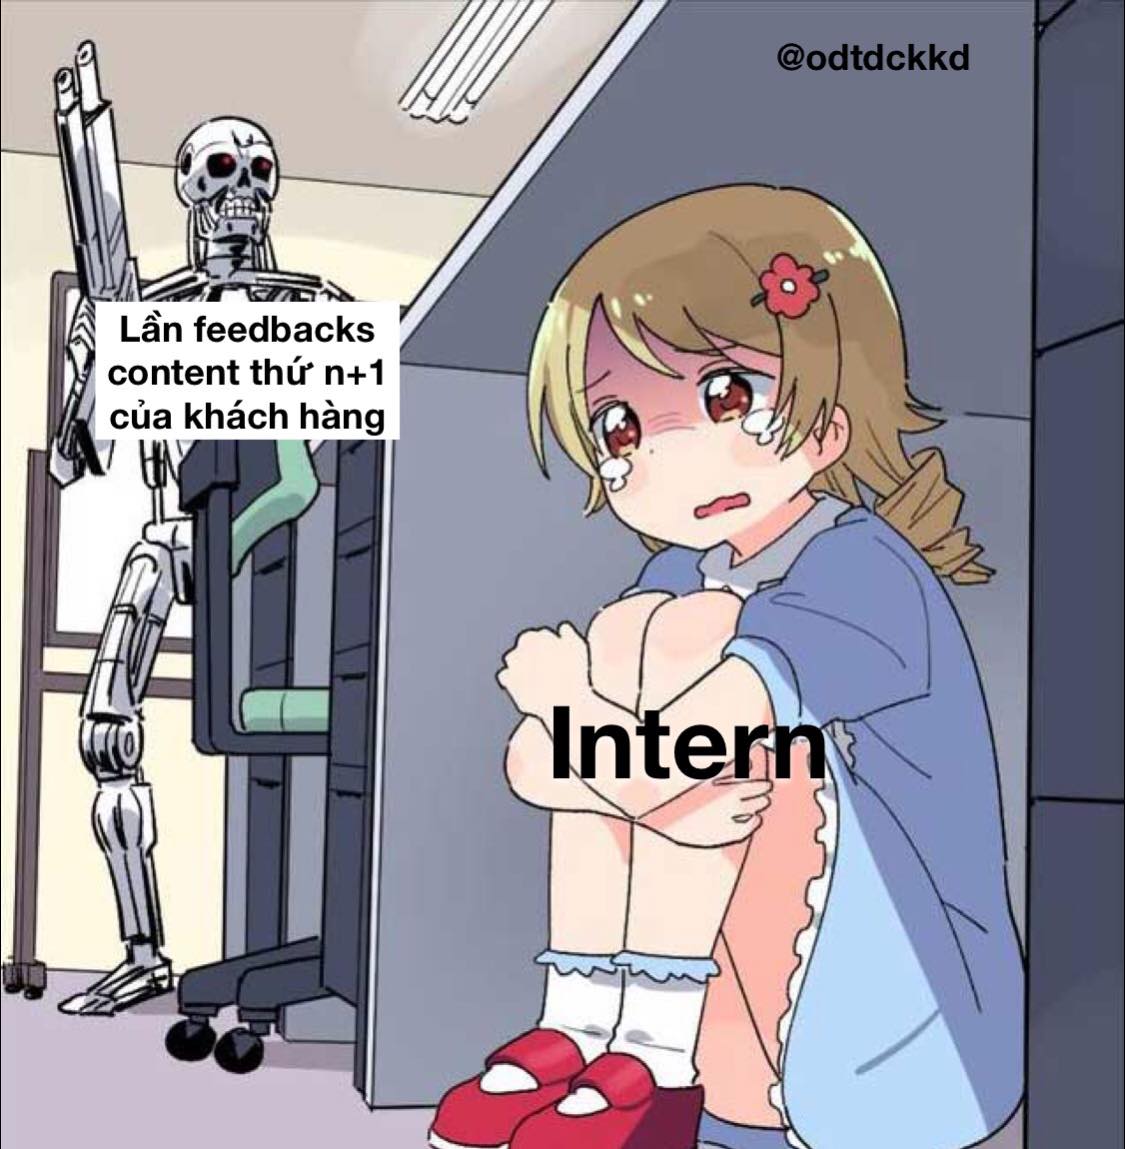 @odtdckkd
Lần feedbacks
content thứ n+1
của khách hàng
Intern